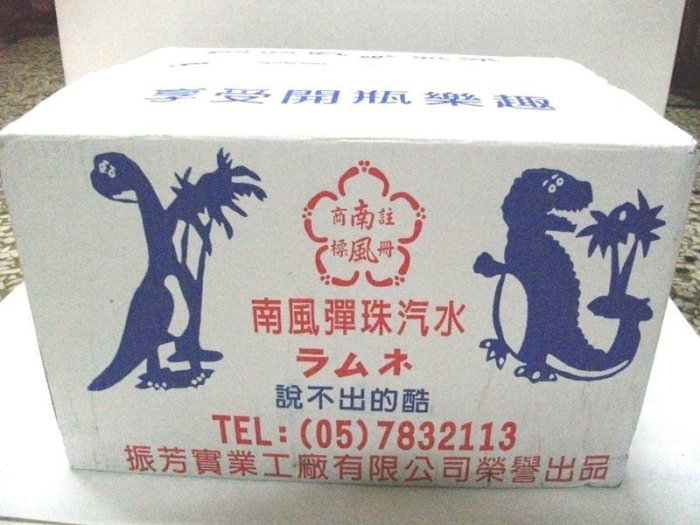 享受開瓶樂趣
商南註
標風冊
南風彈珠汽水
ラムネ
說不出的酷
TEL:(05)7832113
振芳實業工廠有限公司榮譽出品